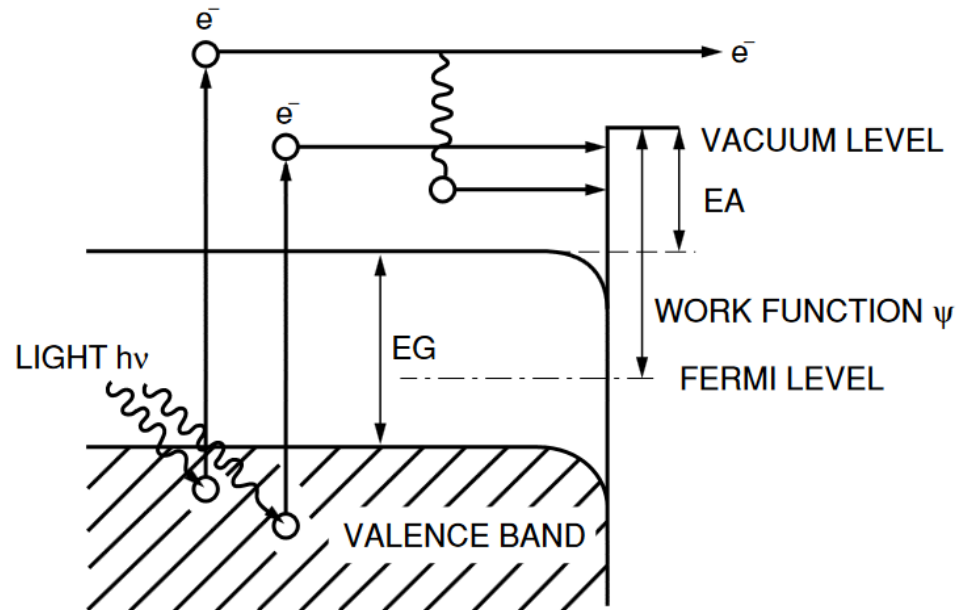 e⁻
e⁻
e⁻
VACUUM LEVEL
EA
WORK FUNCTION ψ
EG
LIGHT hν
FERMI LEVEL
VALENCE BAND